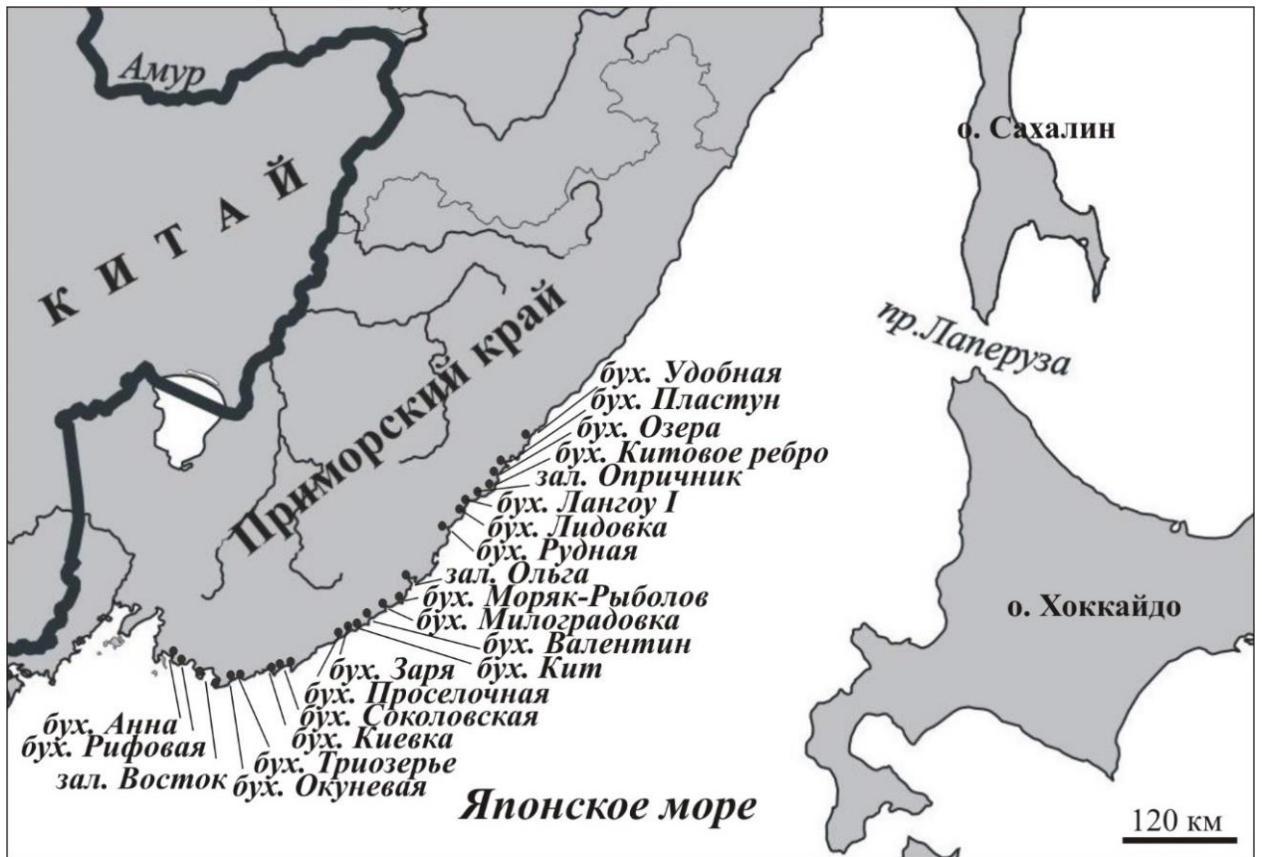 Амур
о. Сахалин
КИТАЙ
пр.Лаперуза
Приморский край
бух. Удобная
бух. Пластун
бух. Озера
бух. Китовое ребро
зал. Опричник
бух. Лангоу I
бух. Лидовка
бух. Рудная
зал. Ольга
бух. Моряк-Рыболов
бух. Милоградовка
бух. Валентин
бух. Кит
бух. Заря
бух. Проселочная
бух. Соколовская
бух. Киевка
бух. Триозерье
бух. Окуневая
бух. Анна
бух. Рифовая
зал. Восток
о. Хоккайдо
Японское море
120 км